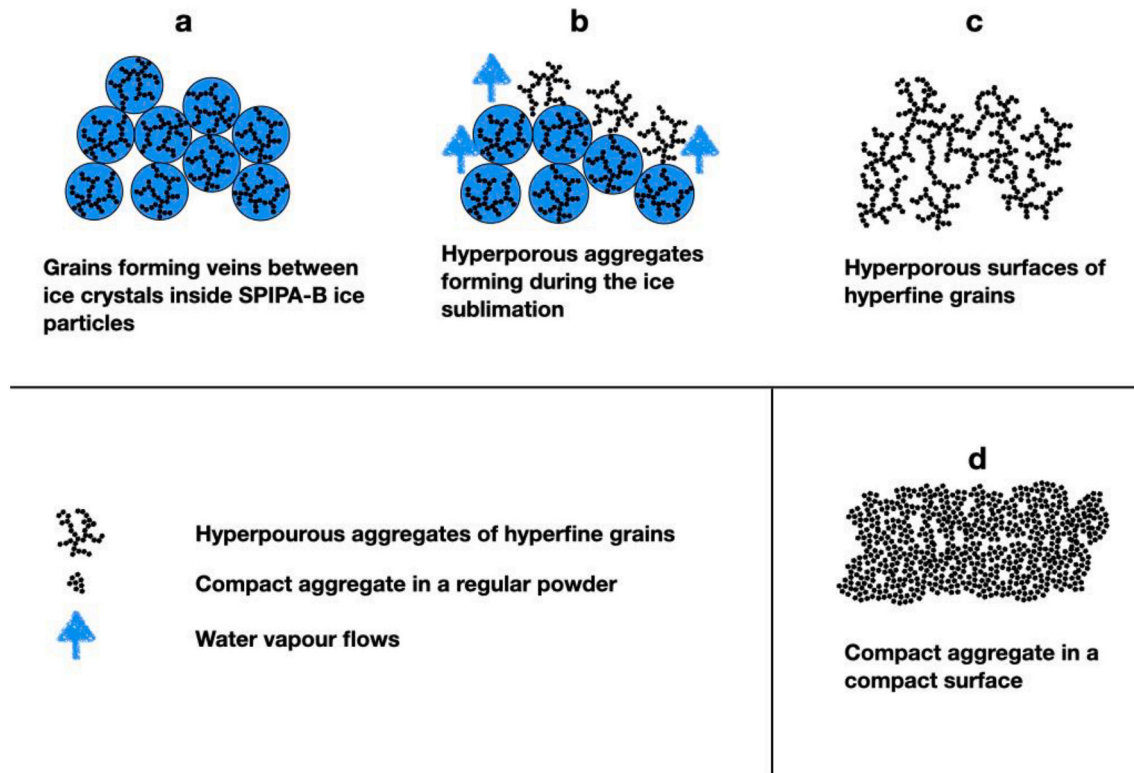 a
b
c
Grains forming veins between
ice crystals inside SPIPA-B ice
particles
Hyperporous aggregates
forming during the ice
sublimation
Hyperporous surfaces of
hyperfine grains
Hyperpourous aggregates of hyperfine grains
Compact aggregate in a regular powder
Water vapour flows
d
Compact aggregate in a
compact surface